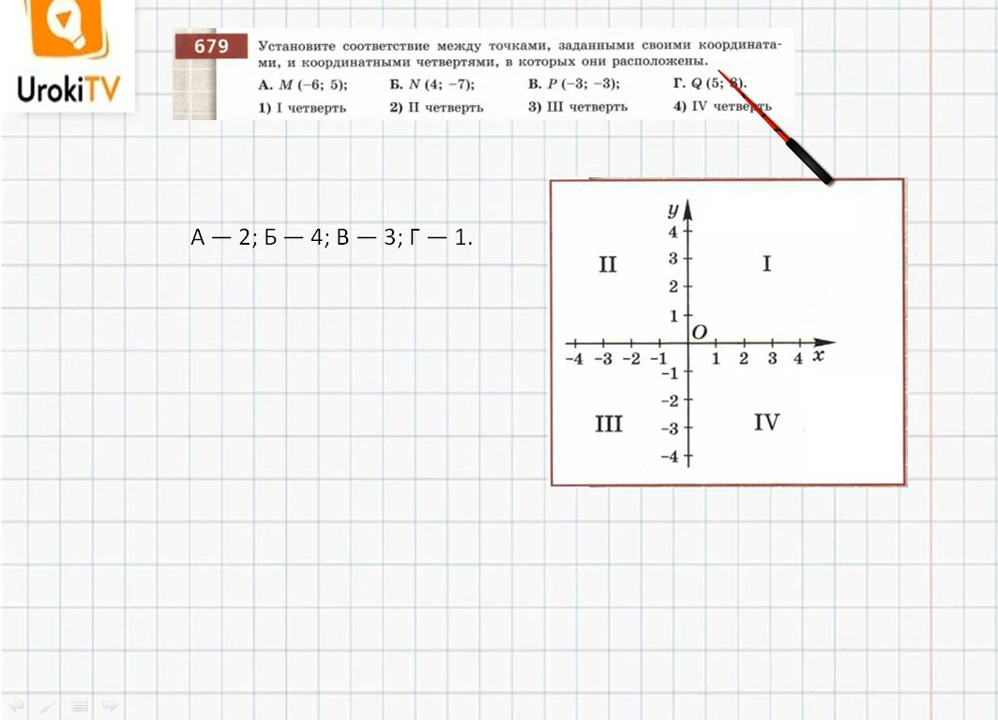 UrokiTV
679
Установите соответствие между точками, заданными своими координата-
ми, и координатными четвертями, в которых они расположены.
А. M (−6; 5); Б. N (4; −7); В. P (−3; −3); Г. Q (5; 8).
1) I четверть 2) II четверть 3) III четверть 4) IV четверть
А — 2; Б — 4; В — 3; Г — 1.
y
4
3
2
1
II I
O
−4 −3 −2 −1 1 2 3 4 x
−1
−2
−3
−4
III IV